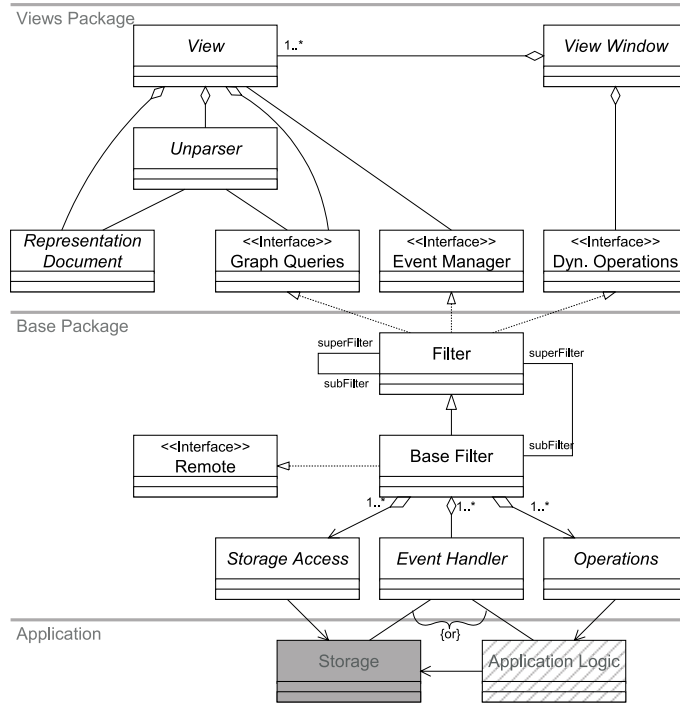 Views Package
View
1..*
View Window
Unparser
Representation
Document
<<Interface>>
Graph Queries
<<Interface>>
Event Manager
<<Interface>>
Dyn. Operations
Base Package
superFilter
subFilter
Filter
superFilter
subFilter
<<Interface>>
Remote
Base Filter
1..*
1..*
1..*
Storage Access
Event Handler
Operations
Application
{or}
Storage
Application Logic